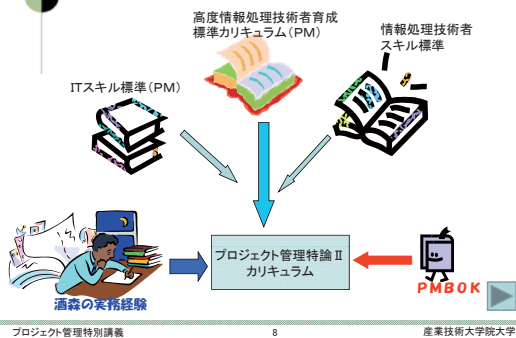 高度情報処理技術者育成
標準カリキュラム(PM)
情報処理技術者
スキル標準
ITスキル標準(PM)
プロジェクト管理特論Ⅱ
カリキュラム
酒森の実務経験
PMBOK
プロジェクト管理特別講義
8
産業技術大学院大学